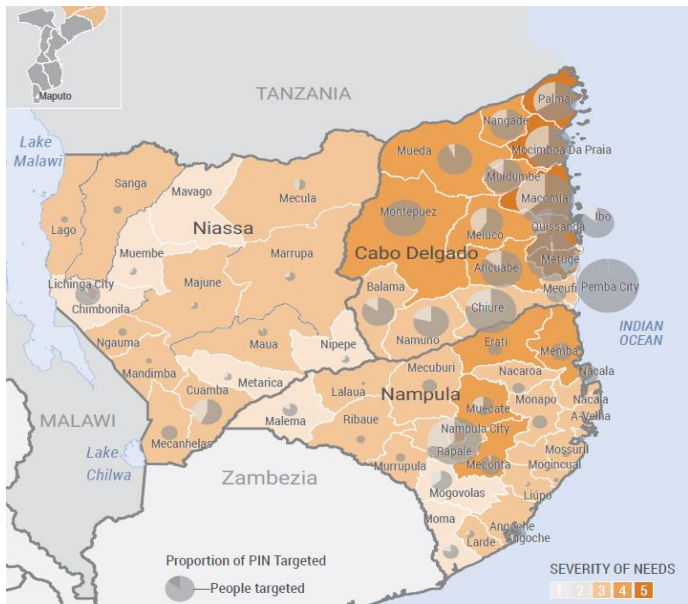 Maputo
TANZANIA
Lake
Malawi
Palma
Nangade
Mueda
Mocimboa Da Praia
Sanga
Mavago
Mecula
Muidumbe
Macomia
Lago
Niassa
Montepuez
Meluco
Ibo
Quissanga
Muembe
Marrupa
Cabo Delgado
Ancuabe
Metuge
Lichinga City
Majune
Balama
Mecufi
Pemba City
Chimbonila
Chiure
Namuno
Ngauma
Maua
Nipepe
INDIAN
OCEAN
Erati
Memba
Mandimba
Mecuburi
Nacaroa
Nacala
Cuamba
Metarica
Lalaua
Nampula
Monapo
Nacala
A-Velha
MALAWI
Malema
Ribaue
Muecate
Nampula City
Mecanhelas
Rapale
Mossuril
Lake
Chilwa
Murrupula
Meconta
Mogincual
Zambezia
Mogovolas
Liúpo
Moma
Angoche
Angoche
Larde
Proportion of PIN Targeted
People targeted
SEVERITY OF NEEDS
1 2 3 4 5